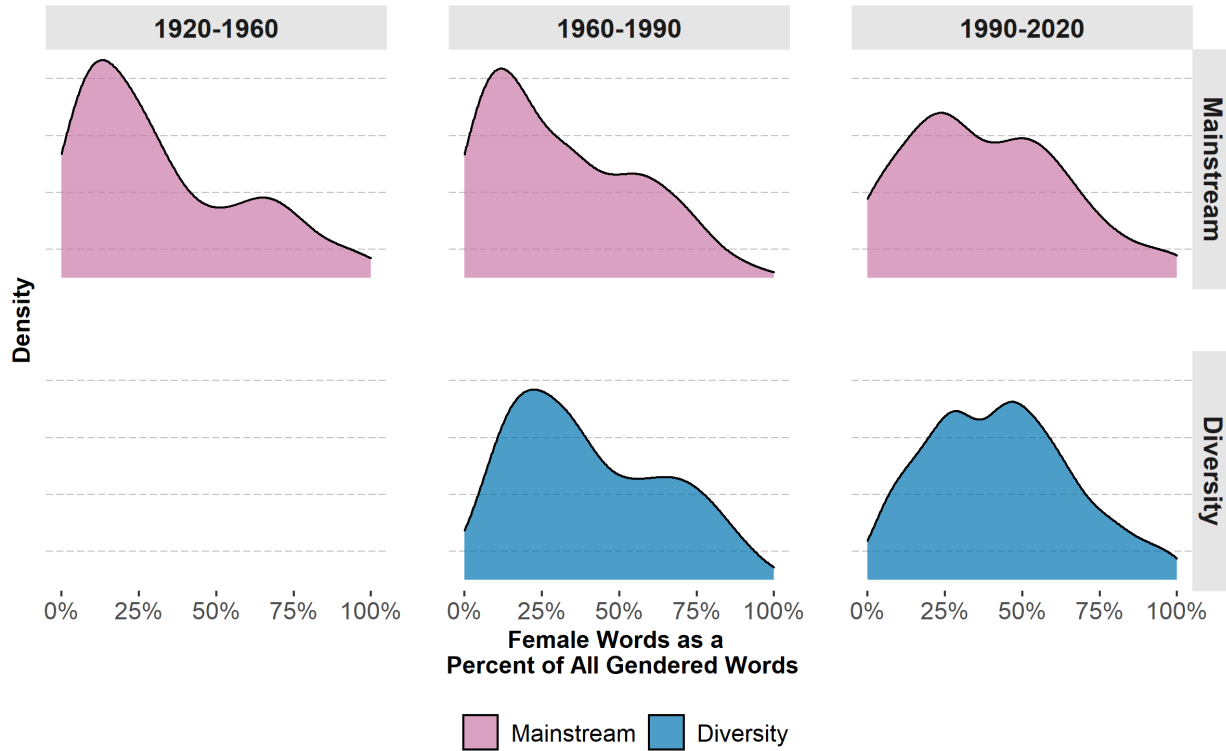 1920-1960
1960-1990
1990-2020
Mainstream
Density
Diversity
0% 25% 50% 75% 100%
0% 25% 50% 75% 100%
0% 25% 50% 75% 100%
Female Words as a
Percent of All Gendered Words
Mainstream
Diversity